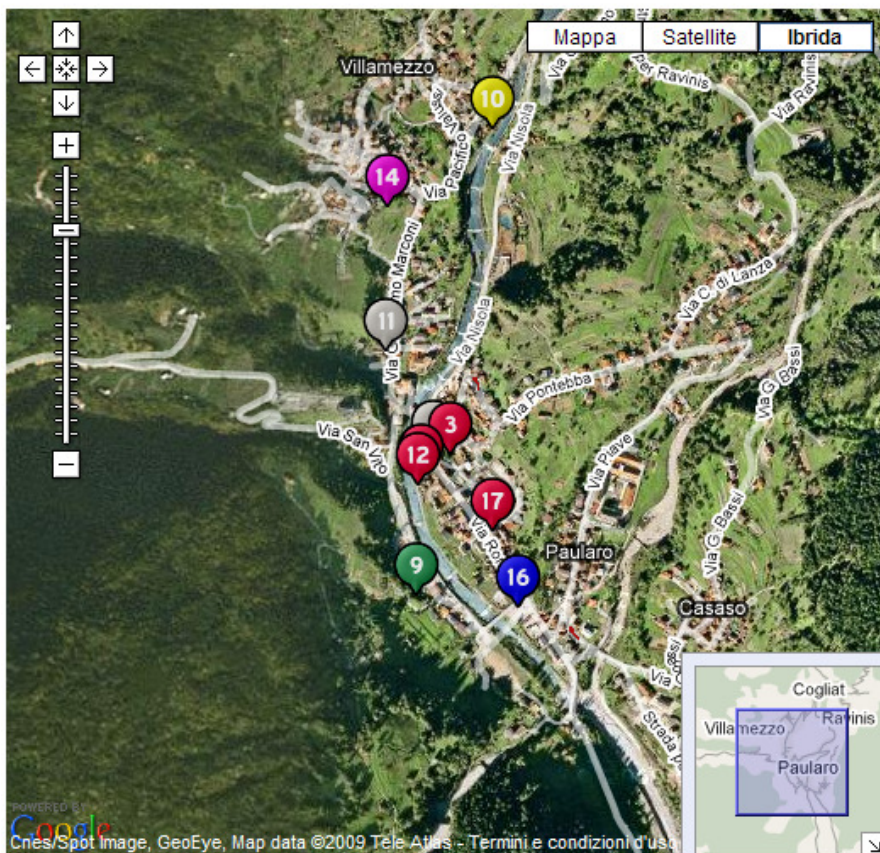 Mappa
Satellite
Ibrida
Villamezzo
per Ravinis
Via Ravinis
10
Via Nisola
14
Via Pacifico Valussi
11
Via Nisola
Via C. di Lanza
Via Pontebba
Via G. Bassi
3
12
Via San Vito
Via Piave
17
Via G. Bassi
Paularo
9
16
Casaso
Cogliat
Villamezzo
Ravinis
Paularo
Strada
POWERED BY
Google
Cnes/Spot Image, GeoEye, Map data ©2009 Tele Atlas - Termini e condizioni d'uso